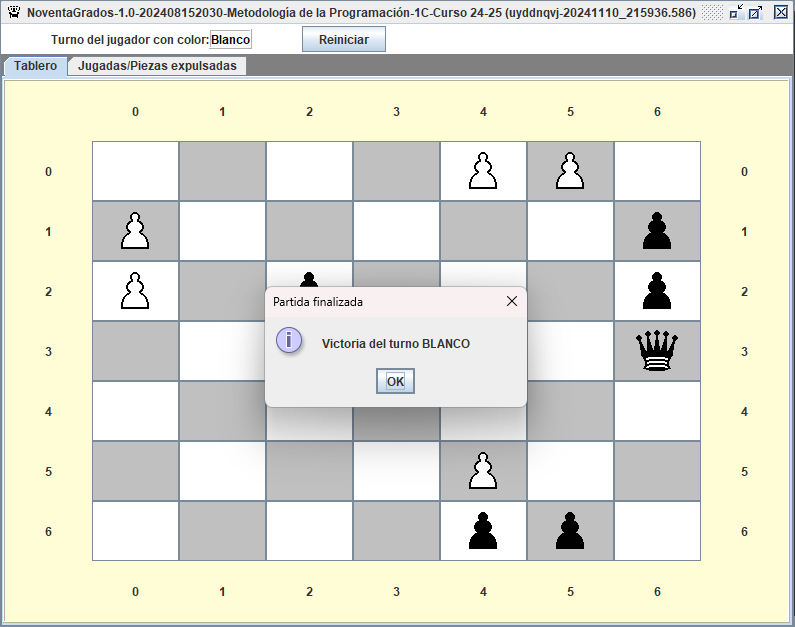 NoventaGrados-1.0-202408152030-Metodología de la Programación-1C-Curso 24-25 (uyddnqvj-20241110_215936.586)
Turno del jugador con color: Blanco Reiniciar
Tablero Jugadas/Piezas expulsadas
0 1 2 3 4 5 6
0 0
1 1
2 2
Partida finalizada
3 Victoria del turno BLANCO 3
OK
4 4
5 5
6 6
0 1 2 3 4 5 6